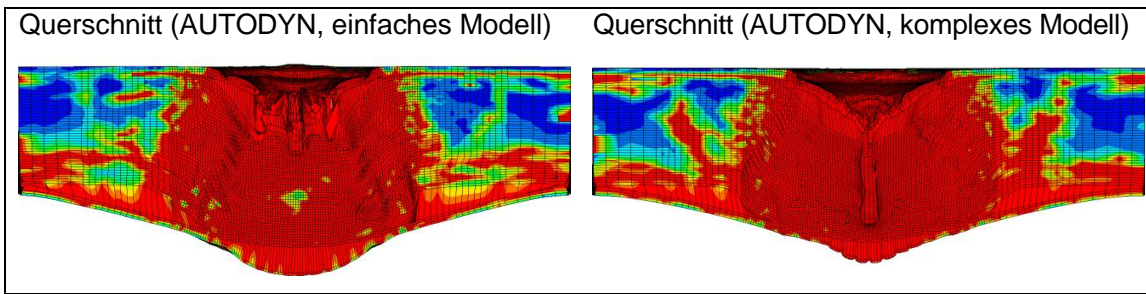 Querschnitt (AUTODYN, einfaches Modell)
Querschnitt (AUTODYN, komplexes Modell)